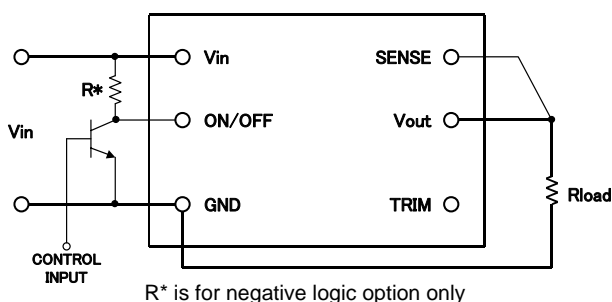 Vin
SENSE
R*
ON/OFF
Vout
Vin
GND
TRIM
Rload
CONTROL
INPUT
R* is for negative logic option only